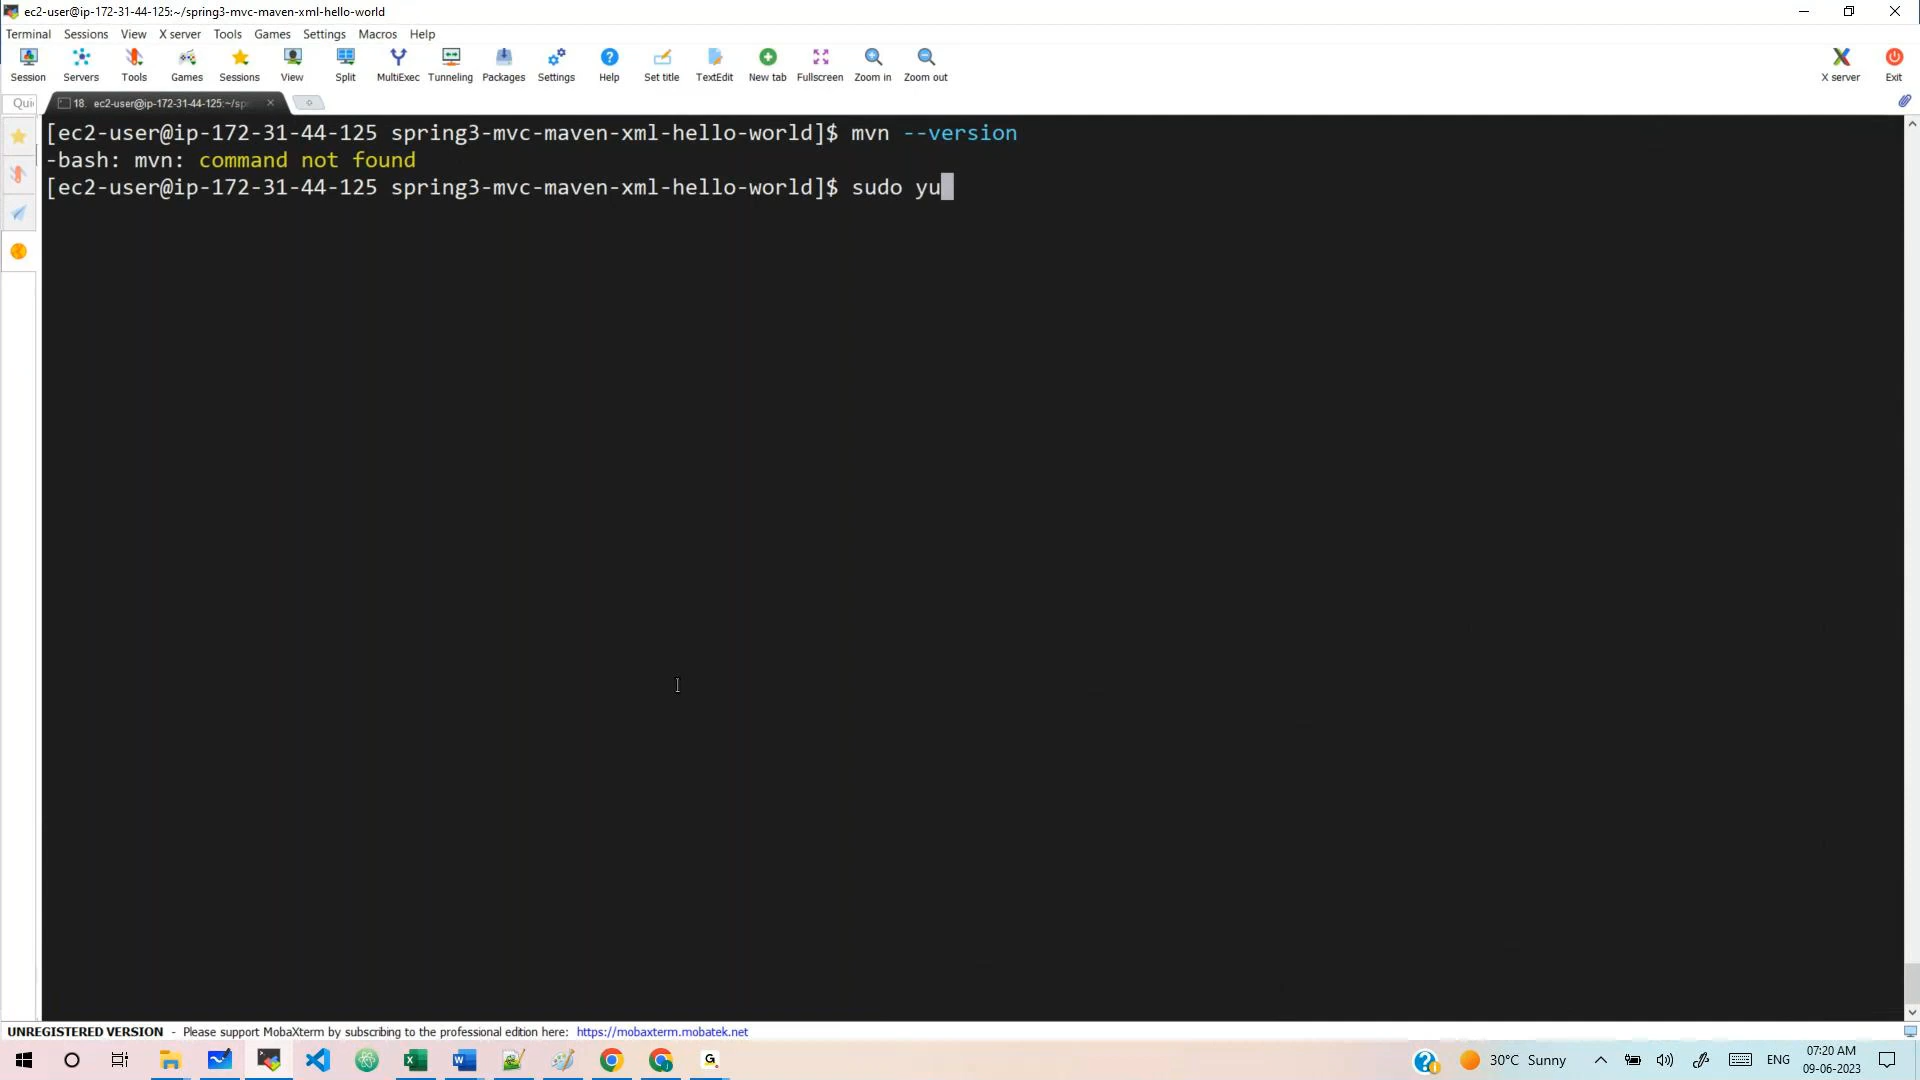 ec2-user@ip-172-31-44-125:~/spring3-mvc-maven-xml-hello-world
Terminal Sessions View X server Tools Games Settings Macros Help
Session Servers Tools Games Sessions View Split MultiExec Tunneling Packages Settings Help Set title TextEdit New tab Fullscreen Zoom in Zoom out X server Exit
18. ec2-user@ip-172-31-44-125:~/sp
[ec2-user@ip-172-31-44-125 spring3-mvc-maven-xml-hello-world]$ mvn --version
-bash: mvn: command not found
[ec2-user@ip-172-31-44-125 spring3-mvc-maven-xml-hello-world]$ sudo yu
UNREGISTERED VERSION - Please support MobaXterm by subscribing to the professional edition here: https://mobaxterm.mobatek.net
30°C Sunny ENG 07:20 AM
09-06-2023